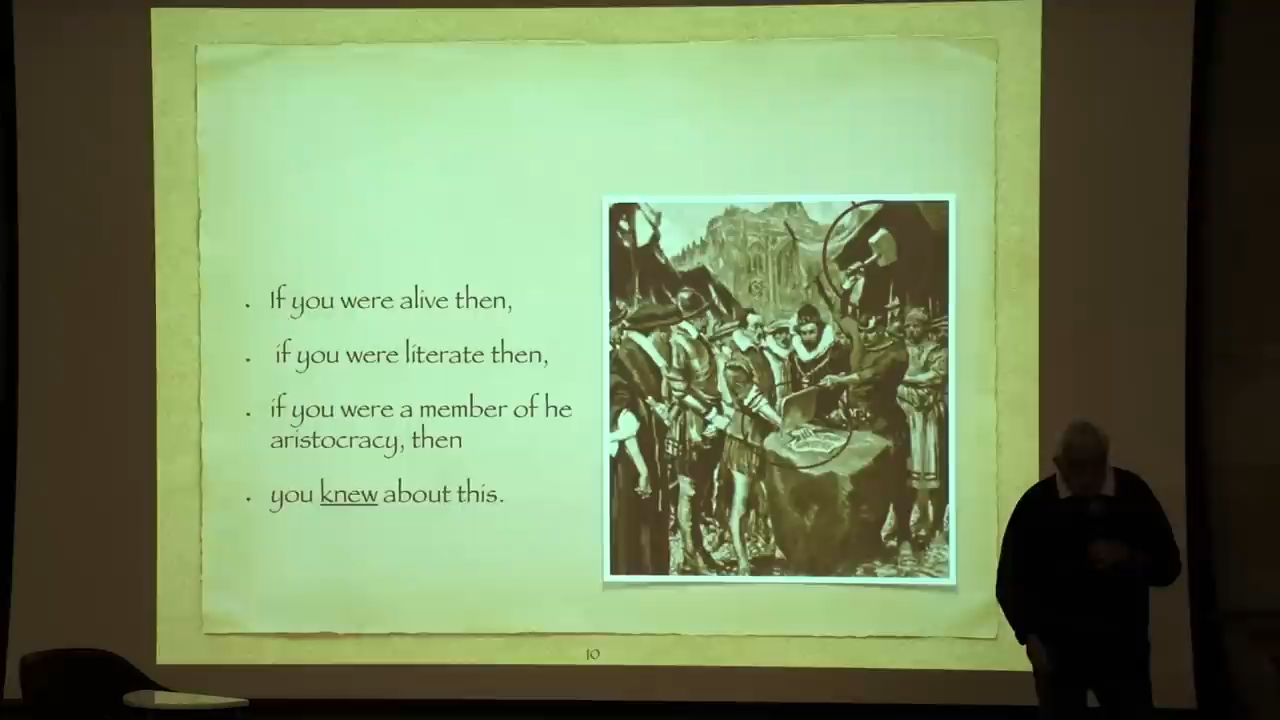 . If you were alive then,
. if you were literate then,
. if you were a member of he
aristocracy, then
. you knew about this.
10